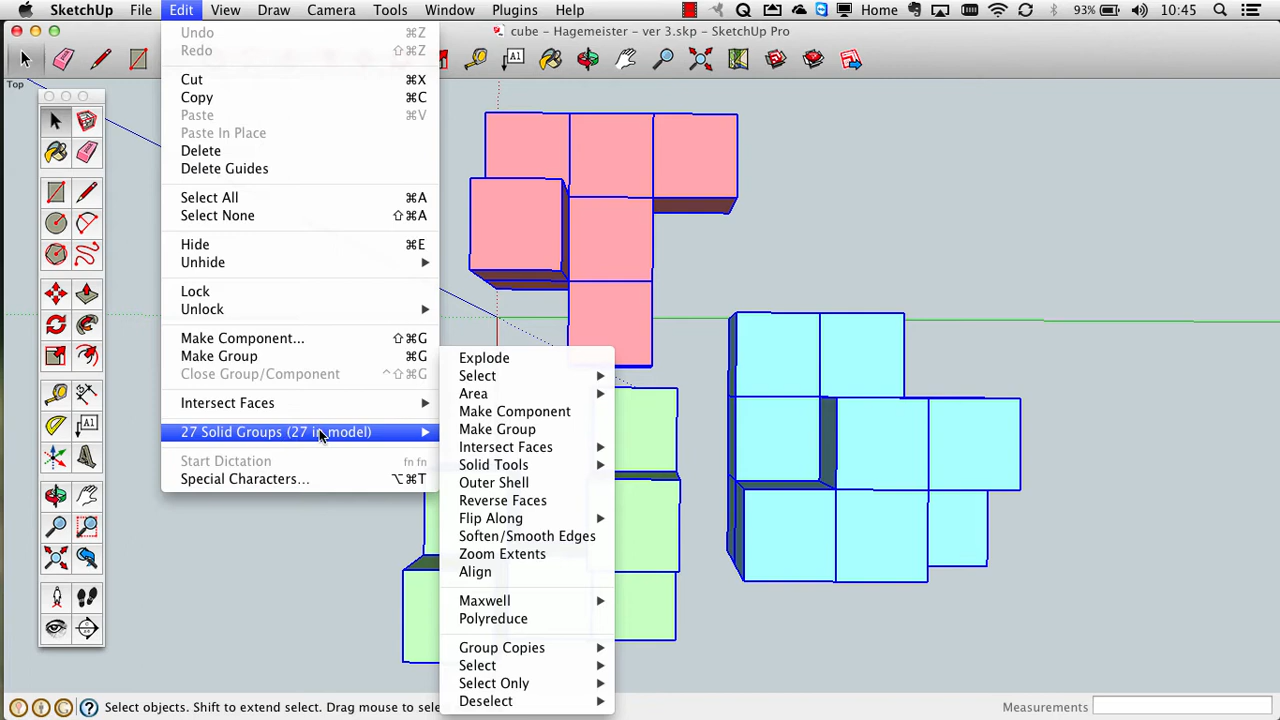 SketchUp File Edit View Draw Camera Tools Window Plugins Help Home 93% 10:45
cube - Hagemeister - ver 3.skp - SketchUp Pro
Top
Undo ⌘Z
Redo ⇧⌘Z
Cut ⌘X
Copy ⌘C
Paste ⌘V
Paste In Place
Delete
Delete Guides
Select All ⌘A
Select None ⇧⌘A
Hide ⌘E
Unhide
Lock
Unlock
Make Component... ⇧⌘G
Make Group ⌘G
Close Group/Component ^⇧⌘G
Intersect Faces
27 Solid Groups (27 in model)
Start Dictation fn fn
Special Characters... ⌥⌘T
Explode
Select
Area
Make Component
Make Group
Intersect Faces
Solid Tools
Outer Shell
Reverse Faces
Flip Along
Soften/Smooth Edges
Zoom Extents
Align
Maxwell
Polyreduce
Group Copies
Select
Select Only
Deselect
Select objects. Shift to extend select. Drag mouse to sele
Measurements